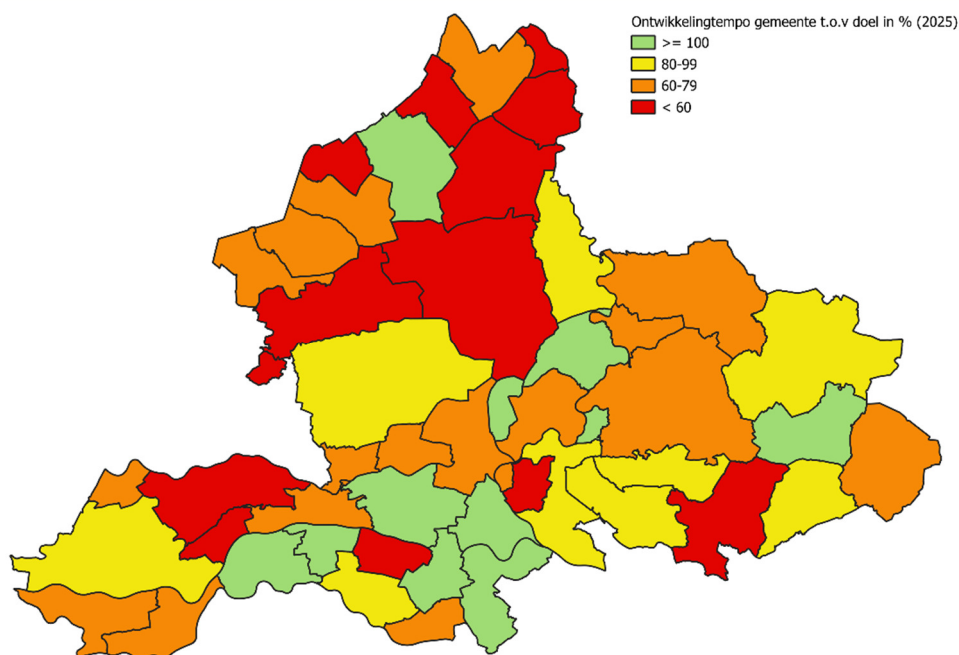 Ontwikkelingtempo gemeente t.o.v doel in % (2025)
>= 100
80-99
60-79
< 60